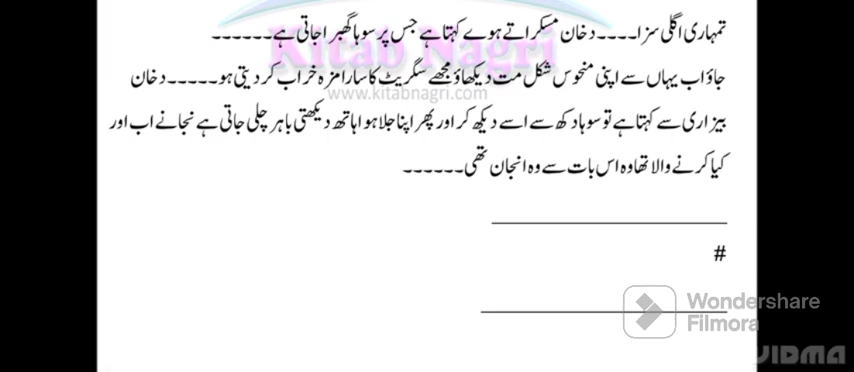 تمہاری اگلی سزا۔۔۔۔دخان مسکراتے ہوے کہتا ہے جس پر سوہا گھبرا جاتی ہے۔۔۔۔۔۔
Kitab Nagri
جاؤ اب یہاں سے اپنی منحوس شکل مت دیکھاؤ مجھے سگریٹ کا سارا مزہ خراب کر دیتی ہو۔۔۔۔۔دخان
www.kitabnagri.com
بیزاری سے کہتا ہے تو سوہا دکھ سے اسے دیکھ کر اور پھر اپنا جلا ہوا ہاتھ دیکھتی باہر چلی جاتی ہے نجانے اب اور
کیا کرنے والا تھا وہ اس بات سے وہ انجان تھی۔۔۔۔۔۔
#
Wondershare
Filmora
VIDMA